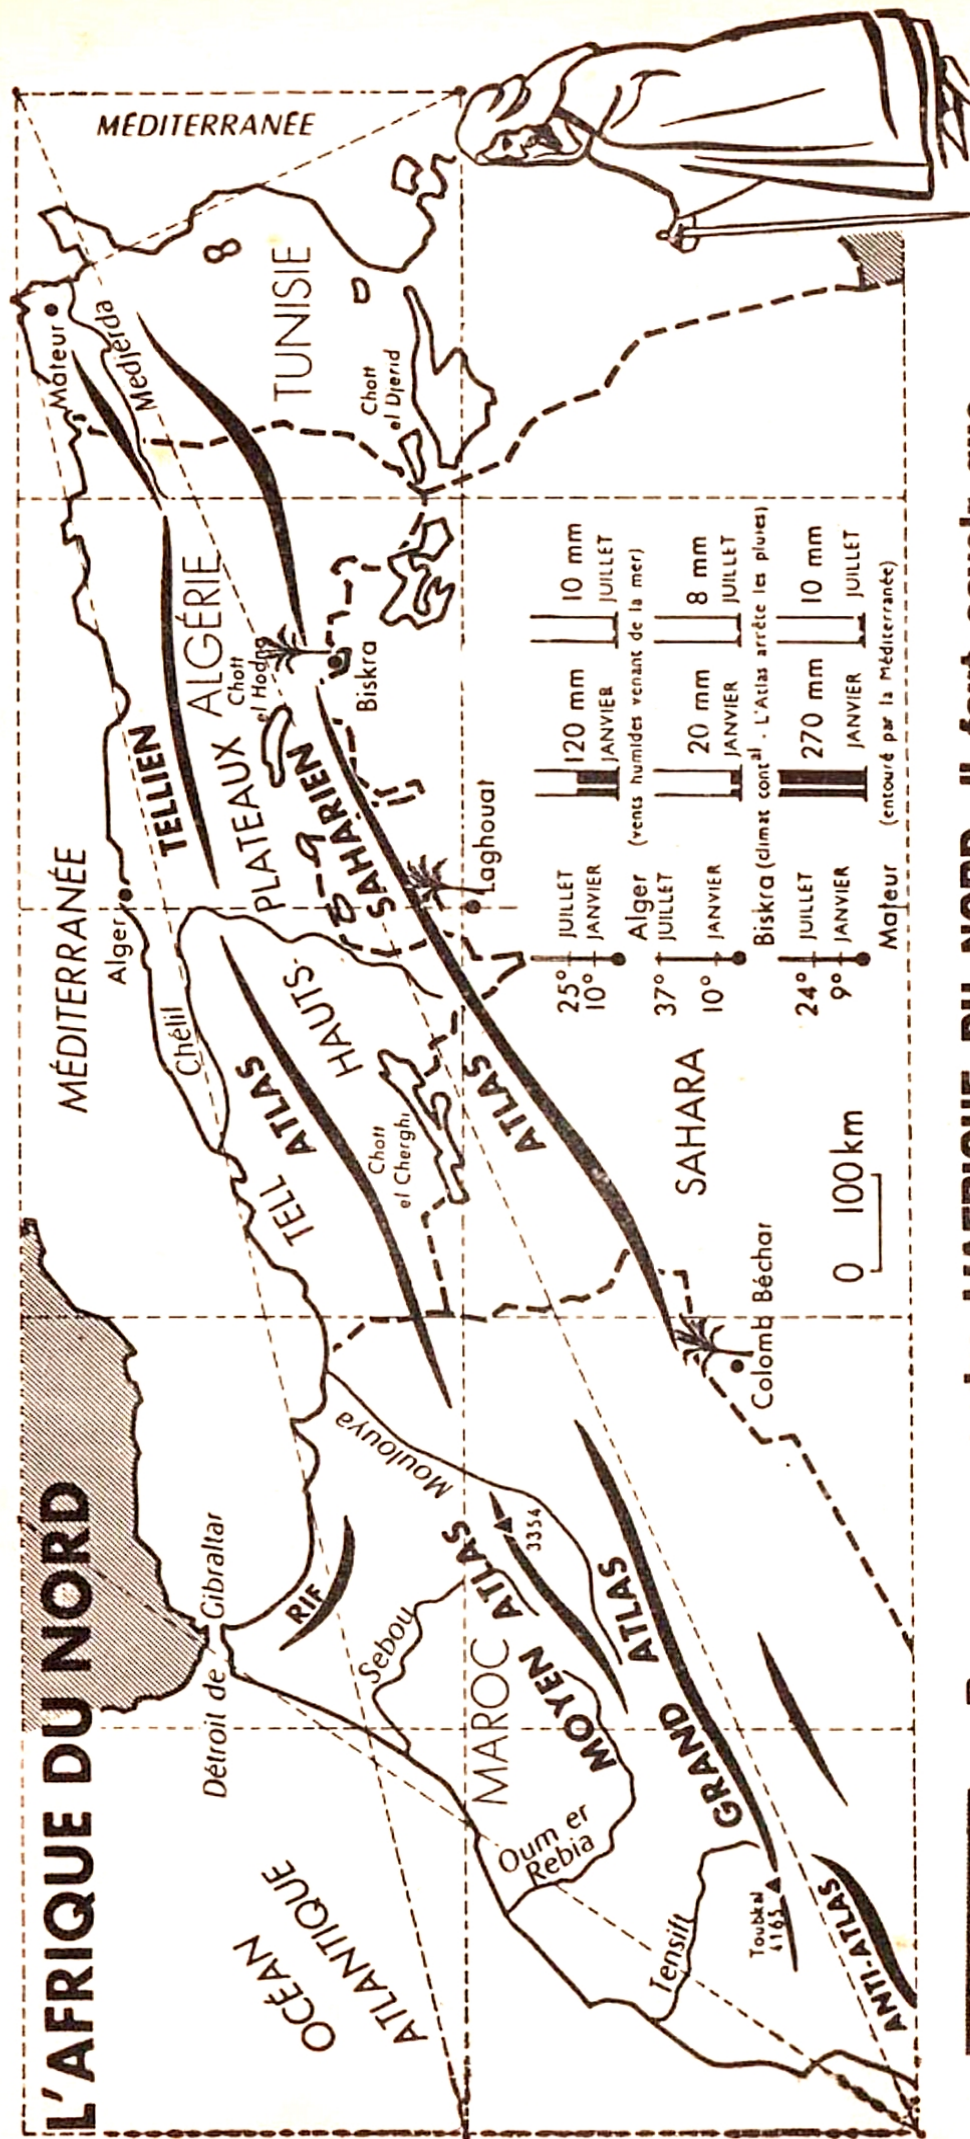 L'AFRIQUE DU NORD
MÉDITERRANÉE
MÉDITERRANÉE
OCÉAN
ATLANTIQUE
Détroit de Gibraltar
RIF
Sebou
Moulouya
MAROC
MOYEN ATLAS
3354
Oum er
Rebia
GRAND ATLAS
Tensift
Toubkal
4165
ANTI-ATLAS
Alger
Chélif
TELL
ATLAS TELLIEN
HAUTS- PLATEAUX
ALGÉRIE
8-9
Chott
el Cherghi
Chott
el Hodna
ATLAS SAHARIEN
Biskra
Laghouat
Colomb Béchar
SAHARA
0 100 km
Mateur
Medjerda
8
TUNISIE
Chott
el Djerid
25° JUILLET 120 mm 10 mm
10° JANVIER JANVIER JUILLET
Alger (vents humides venant de la mer)
37° JUILLET 20 mm 8 mm
10° JANVIER JANVIER JUILLET
Biskra (climat contal - L'Atlas arrête les pluies)
24° JUILLET 270 mm 10 mm
9° JANVIER JANVIER JUILLET
Mateur (entouré par la Méditerranée)